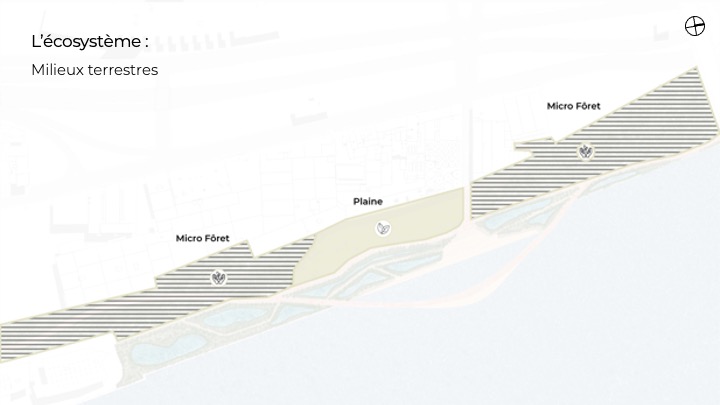 L'écosystème :
Milieux terrestres
Micro Fôret
Plaine
Micro Fôret